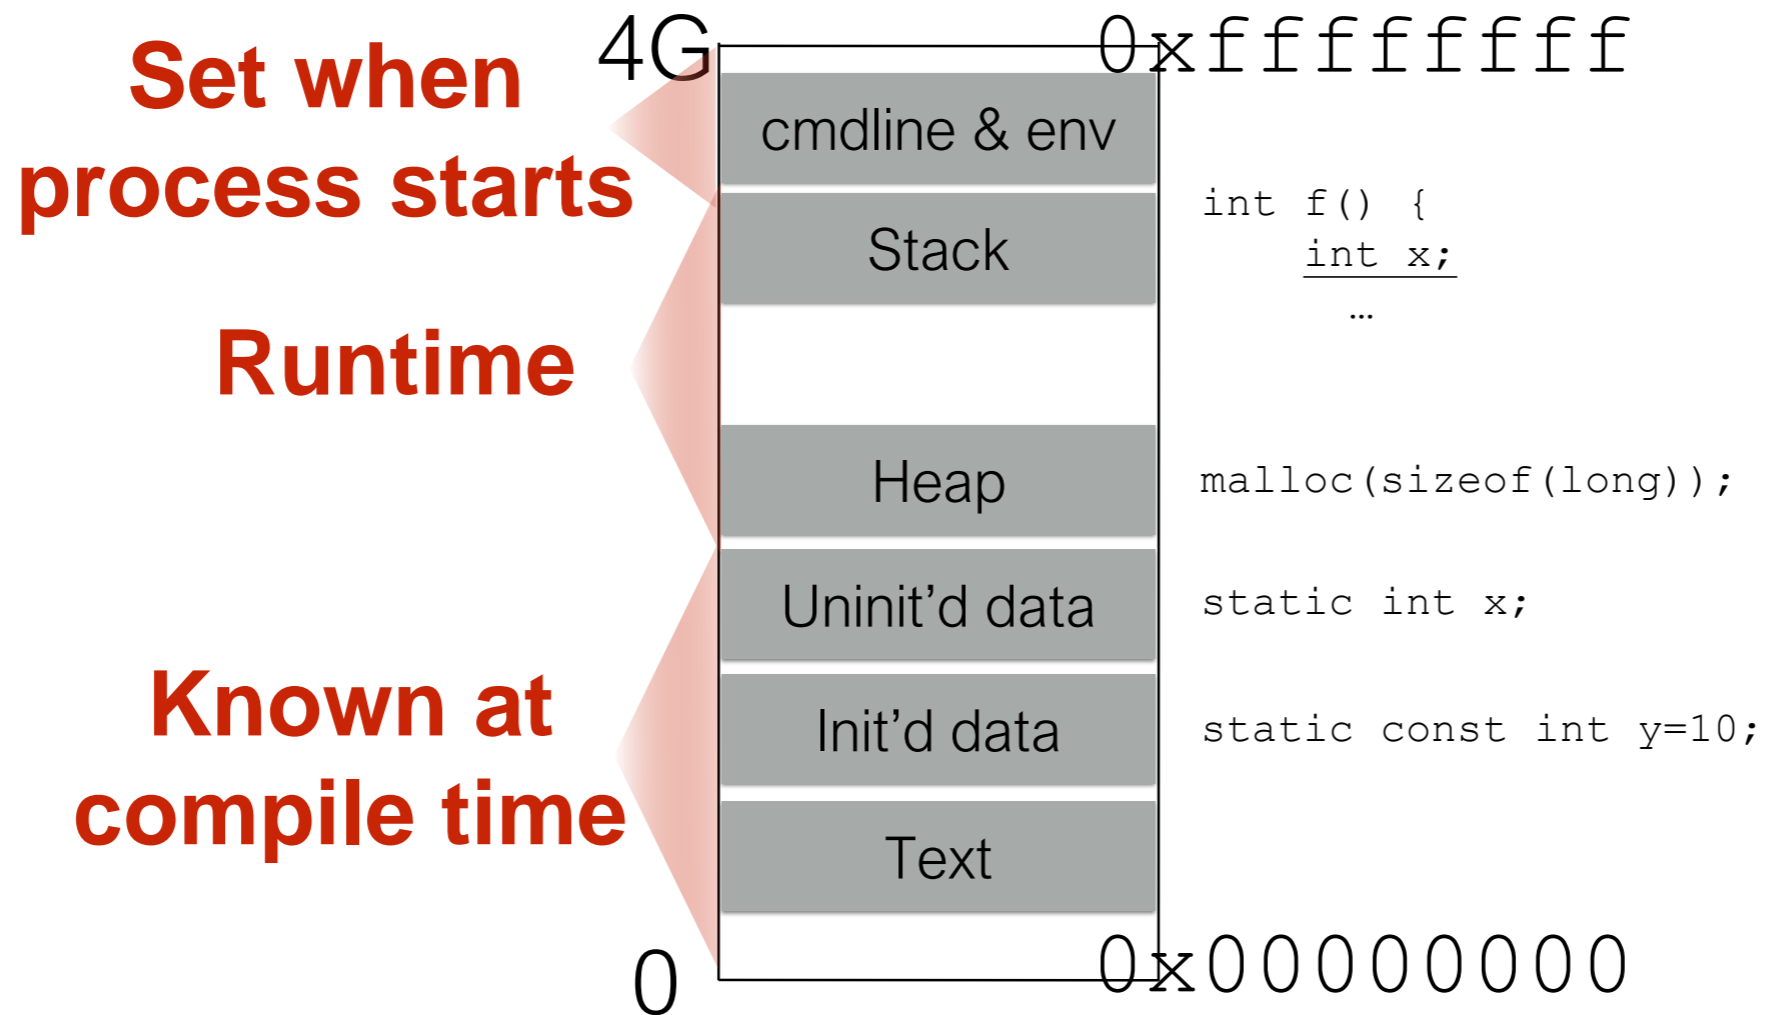 4G
0xffffffff
Set when
process starts
cmdline & env
Stack
int f() {
int x;
…
Runtime
Heap
malloc(sizeof(long));
Uninit’d data
static int x;
Known at
compile time
Init’d data
static const int y=10;
Text
0
0x00000000